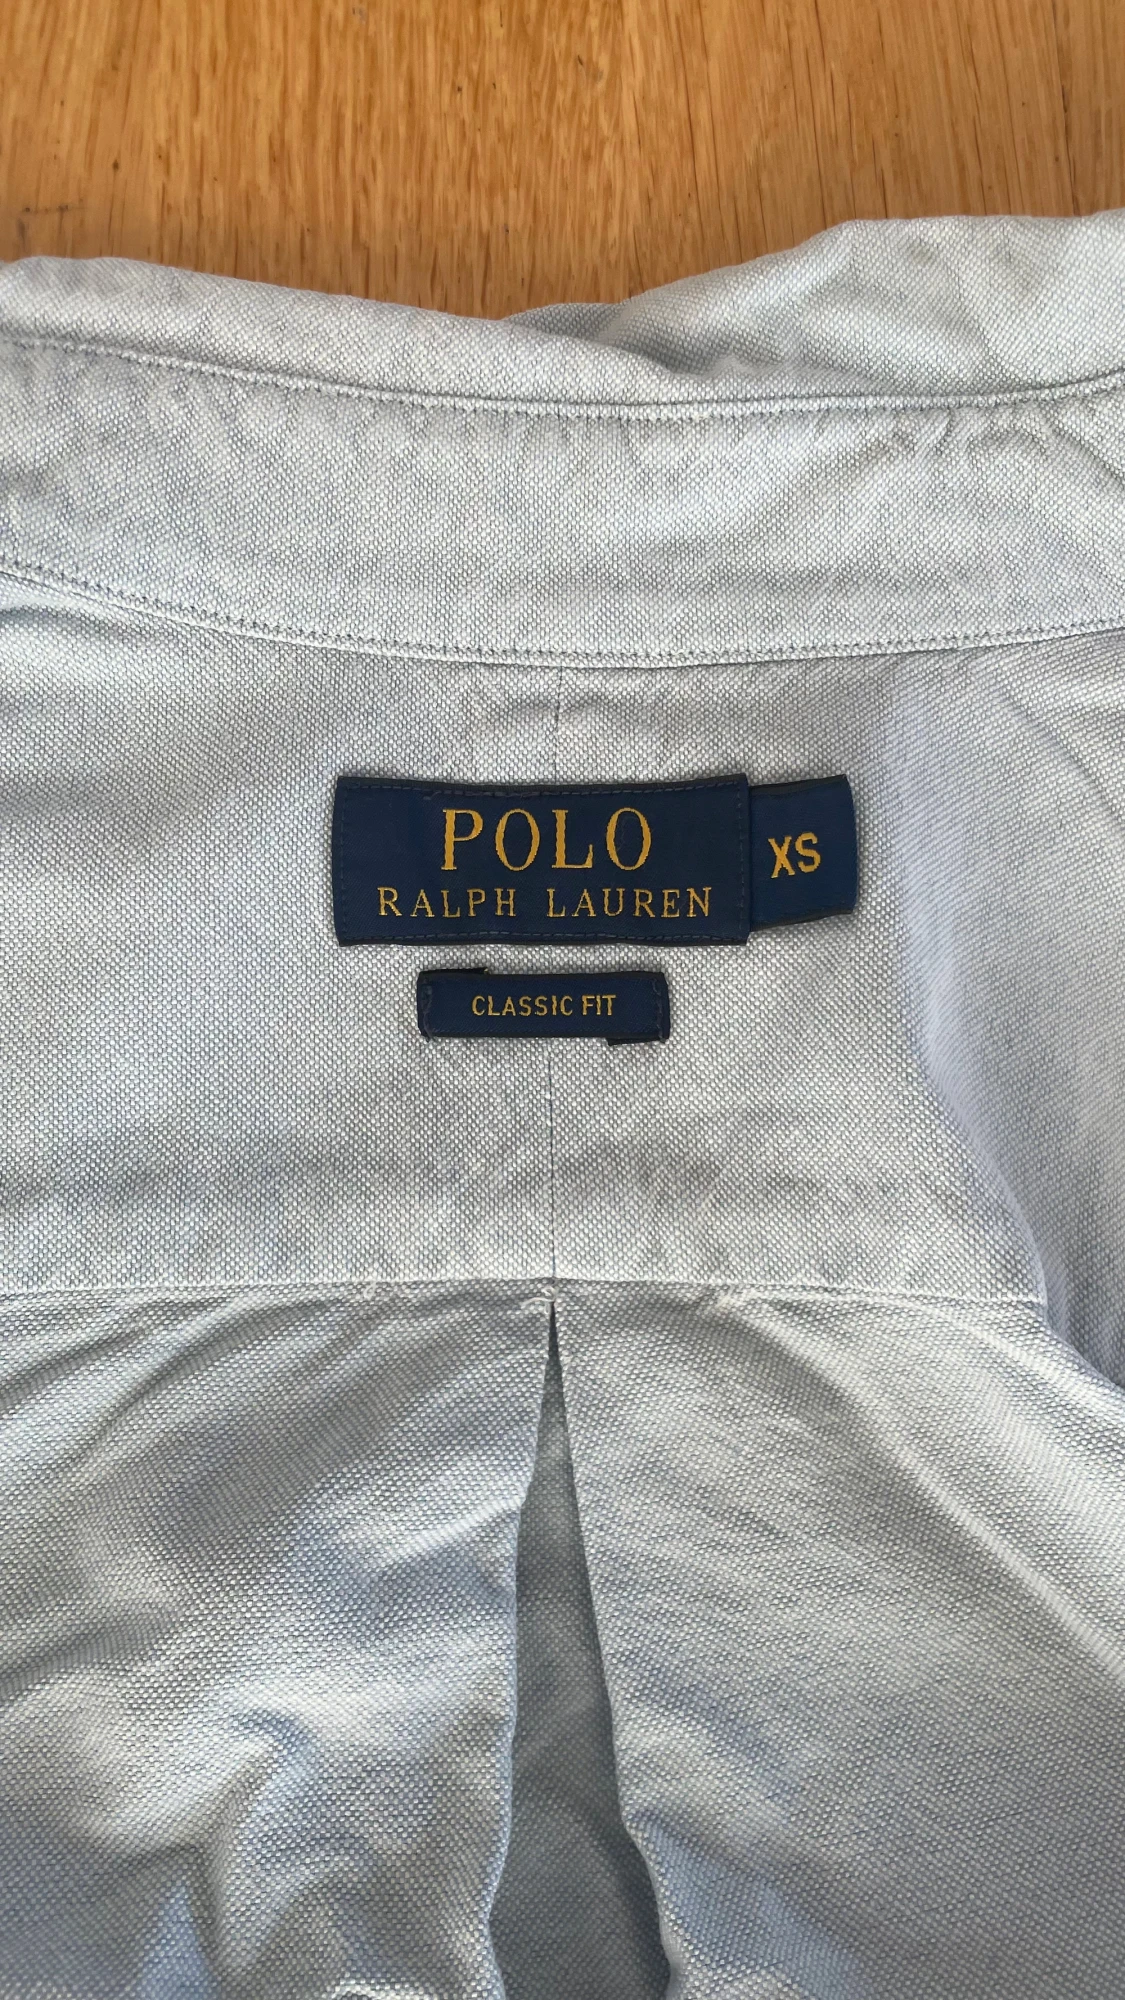 POLO
RALPH LAUREN
XS
CLASSIC FIT